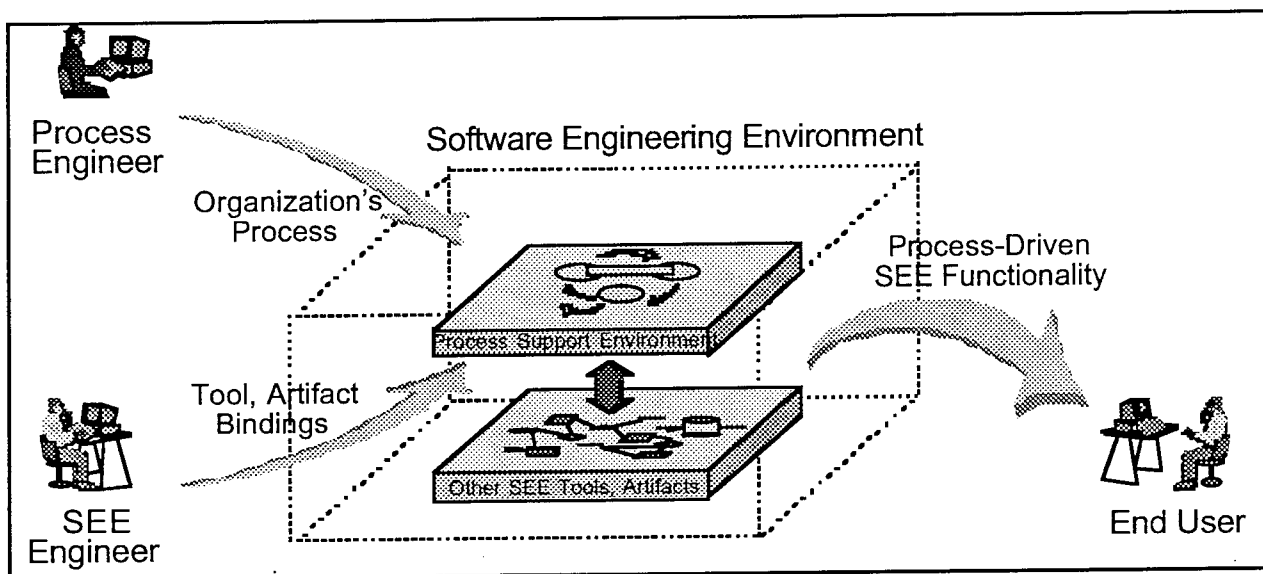 Process
Engineer
Software Engineering Environment
Organization's
Process
Process-Driven
SEE Functionality
Process Support Environment
Tool, Artifact
Bindings
Other SEE Tools, Artifacts
SEE
Engineer
End User